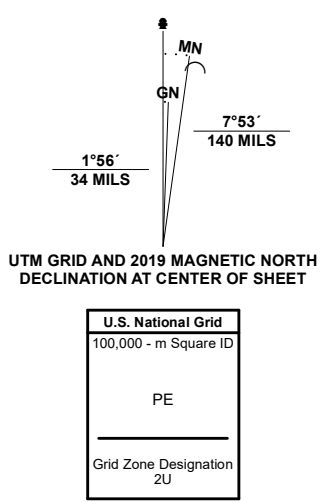 MN
GN
7°53´
140 MILS
1°56´
34 MILS
UTM GRID AND 2019 MAGNETIC NORTH
DECLINATION AT CENTER OF SHEET
U.S. National Grid
100,000 - m Square ID
PE
Grid Zone Designation
2U